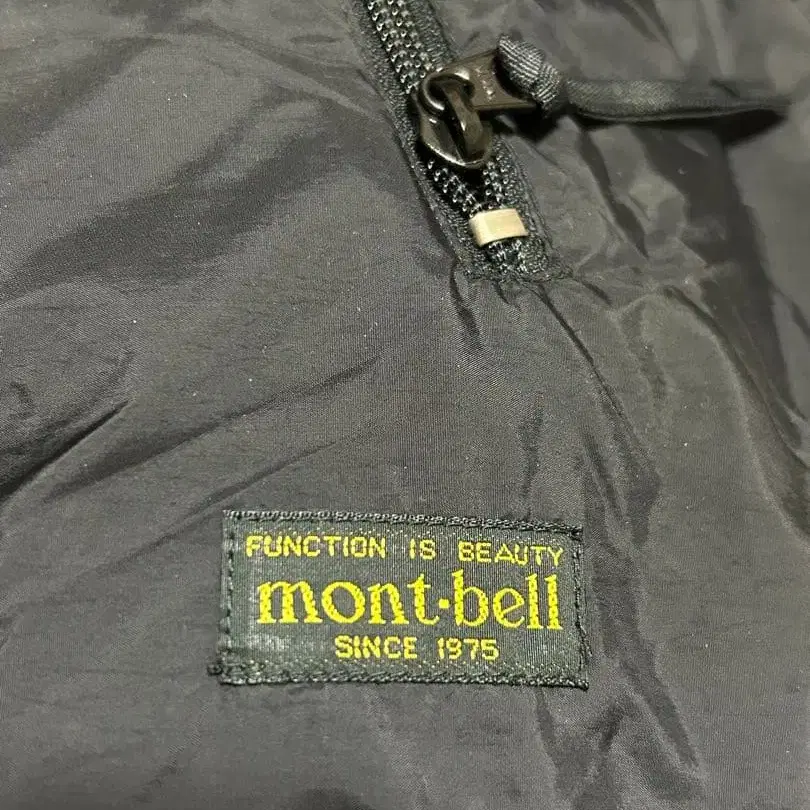 FUNCTION IS BEAUTY
mont·bell
SINCE 1975